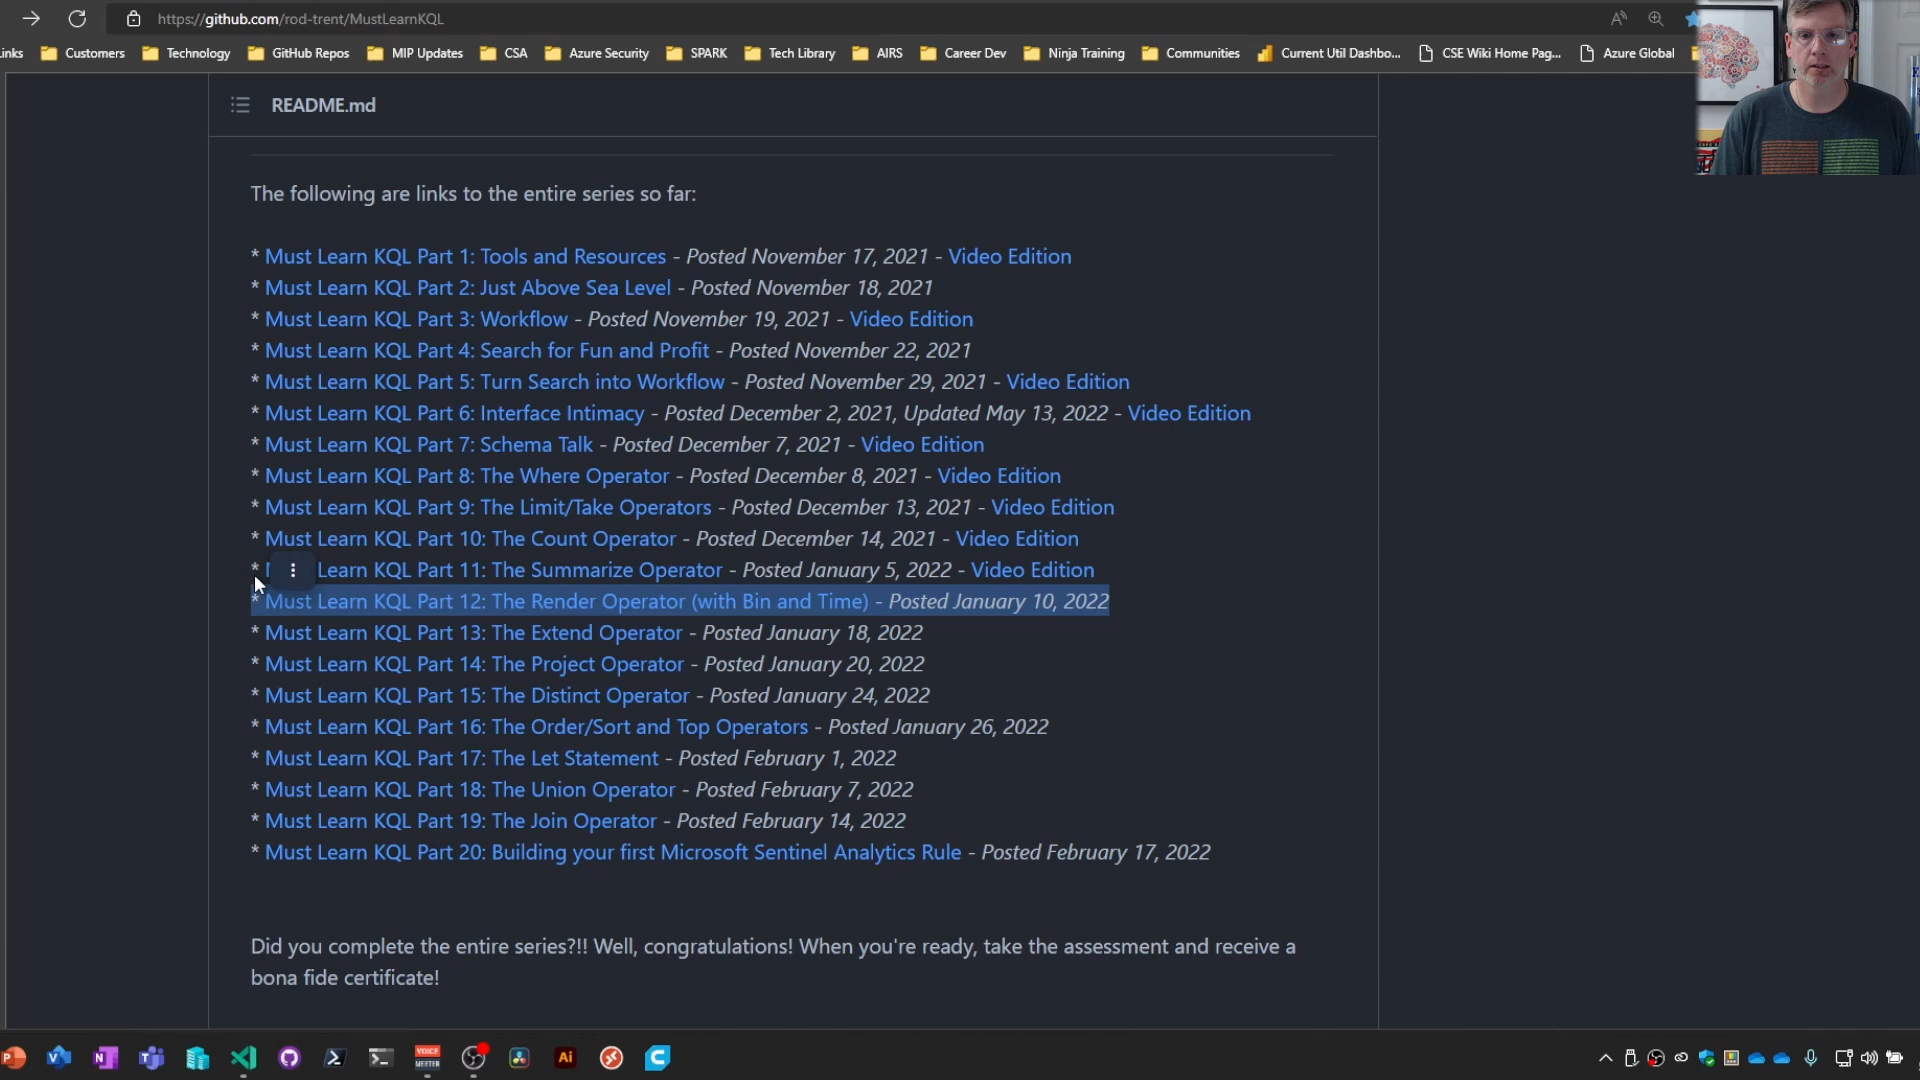 https://github.com/rod-trent/MustLearnKQL
inks
Customers
Technology
GitHub Repos
MIP Updates
CSA
Azure Security
SPARK
Tech Library
AIRS
Career Dev
Ninja Training
Communities
Current Util Dashbo...
CSE Wiki Home Pag...
Azure Global
README.md
The following are links to the entire series so far:
* Must Learn KQL Part 1: Tools and Resources - Posted November 17, 2021 - Video Edition
* Must Learn KQL Part 2: Just Above Sea Level - Posted November 18, 2021
* Must Learn KQL Part 3: Workflow - Posted November 19, 2021 - Video Edition
* Must Learn KQL Part 4: Search for Fun and Profit - Posted November 22, 2021
* Must Learn KQL Part 5: Turn Search into Workflow - Posted November 29, 2021 - Video Edition
* Must Learn KQL Part 6: Interface Intimacy - Posted December 2, 2021, Updated May 13, 2022 - Video Edition
* Must Learn KQL Part 7: Schema Talk - Posted December 7, 2021 - Video Edition
* Must Learn KQL Part 8: The Where Operator - Posted December 8, 2021 - Video Edition
* Must Learn KQL Part 9: The Limit/Take Operators - Posted December 13, 2021 - Video Edition
* Must Learn KQL Part 10: The Count Operator - Posted December 14, 2021 - Video Edition
* Learn KQL Part 11: The Summarize Operator - Posted January 5, 2022 - Video Edition
* Must Learn KQL Part 12: The Render Operator (with Bin and Time) - Posted January 10, 2022
* Must Learn KQL Part 13: The Extend Operator - Posted January 18, 2022
* Must Learn KQL Part 14: The Project Operator - Posted January 20, 2022
* Must Learn KQL Part 15: The Distinct Operator - Posted January 24, 2022
* Must Learn KQL Part 16: The Order/Sort and Top Operators - Posted January 26, 2022
* Must Learn KQL Part 17: The Let Statement - Posted February 1, 2022
* Must Learn KQL Part 18: The Union Operator - Posted February 7, 2022
* Must Learn KQL Part 19: The Join Operator - Posted February 14, 2022
* Must Learn KQL Part 20: Building your first Microsoft Sentinel Analytics Rule - Posted February 17, 2022
Did you complete the entire series?!! Well, congratulations! When you're ready, take the assessment and receive a
bona fide certificate!
VOICE
MEETER
Ai